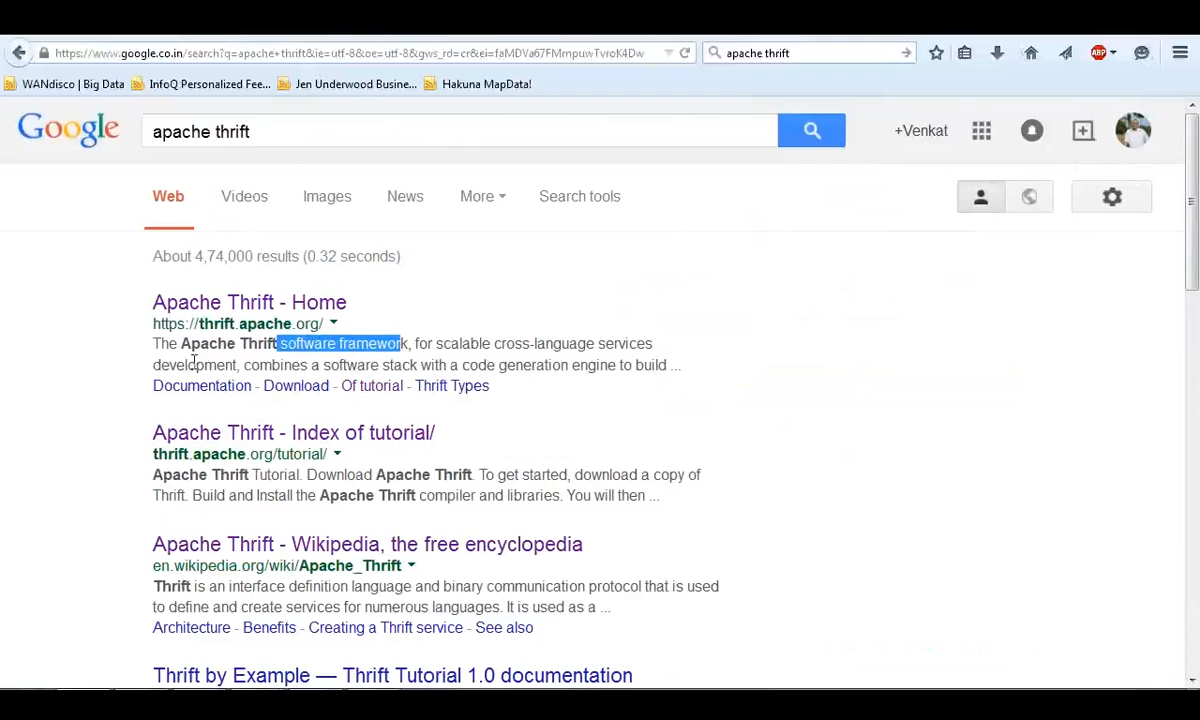 https://www.google.co.in/search?q=apache+thrift&ie=utf-8&oe=utf-8&gws_rd=cr&ei=faMDVa67FMmpuwTvroK4Dw
apache thrift
ABP
WANdisco | Big Data
InfoQ Personalized Fee...
Jen Underwood Busine...
Hakuna MapData!
Google
apache thrift
+Venkat
Web
Videos
Images
News
More
Search tools
About 4,74,000 results (0.32 seconds)
Apache Thrift - Home
https://thrift.apache.org/
The Apache Thrift software framework, for scalable cross-language services
development, combines a software stack with a code generation engine to build ...
Documentation - Download - Of tutorial - Thrift Types
Apache Thrift - Index of tutorial/
thrift.apache.org/tutorial/
Apache Thrift Tutorial. Download Apache Thrift. To get started, download a copy of
Thrift. Build and Install the Apache Thrift compiler and libraries. You will then ...
Apache Thrift - Wikipedia, the free encyclopedia
en.wikipedia.org/wiki/Apache_Thrift
Thrift is an interface definition language and binary communication protocol that is used
to define and create services for numerous languages. It is used as a ...
Architecture - Benefits - Creating a Thrift service - See also
Thrift by Example — Thrift Tutorial 1.0 documentation